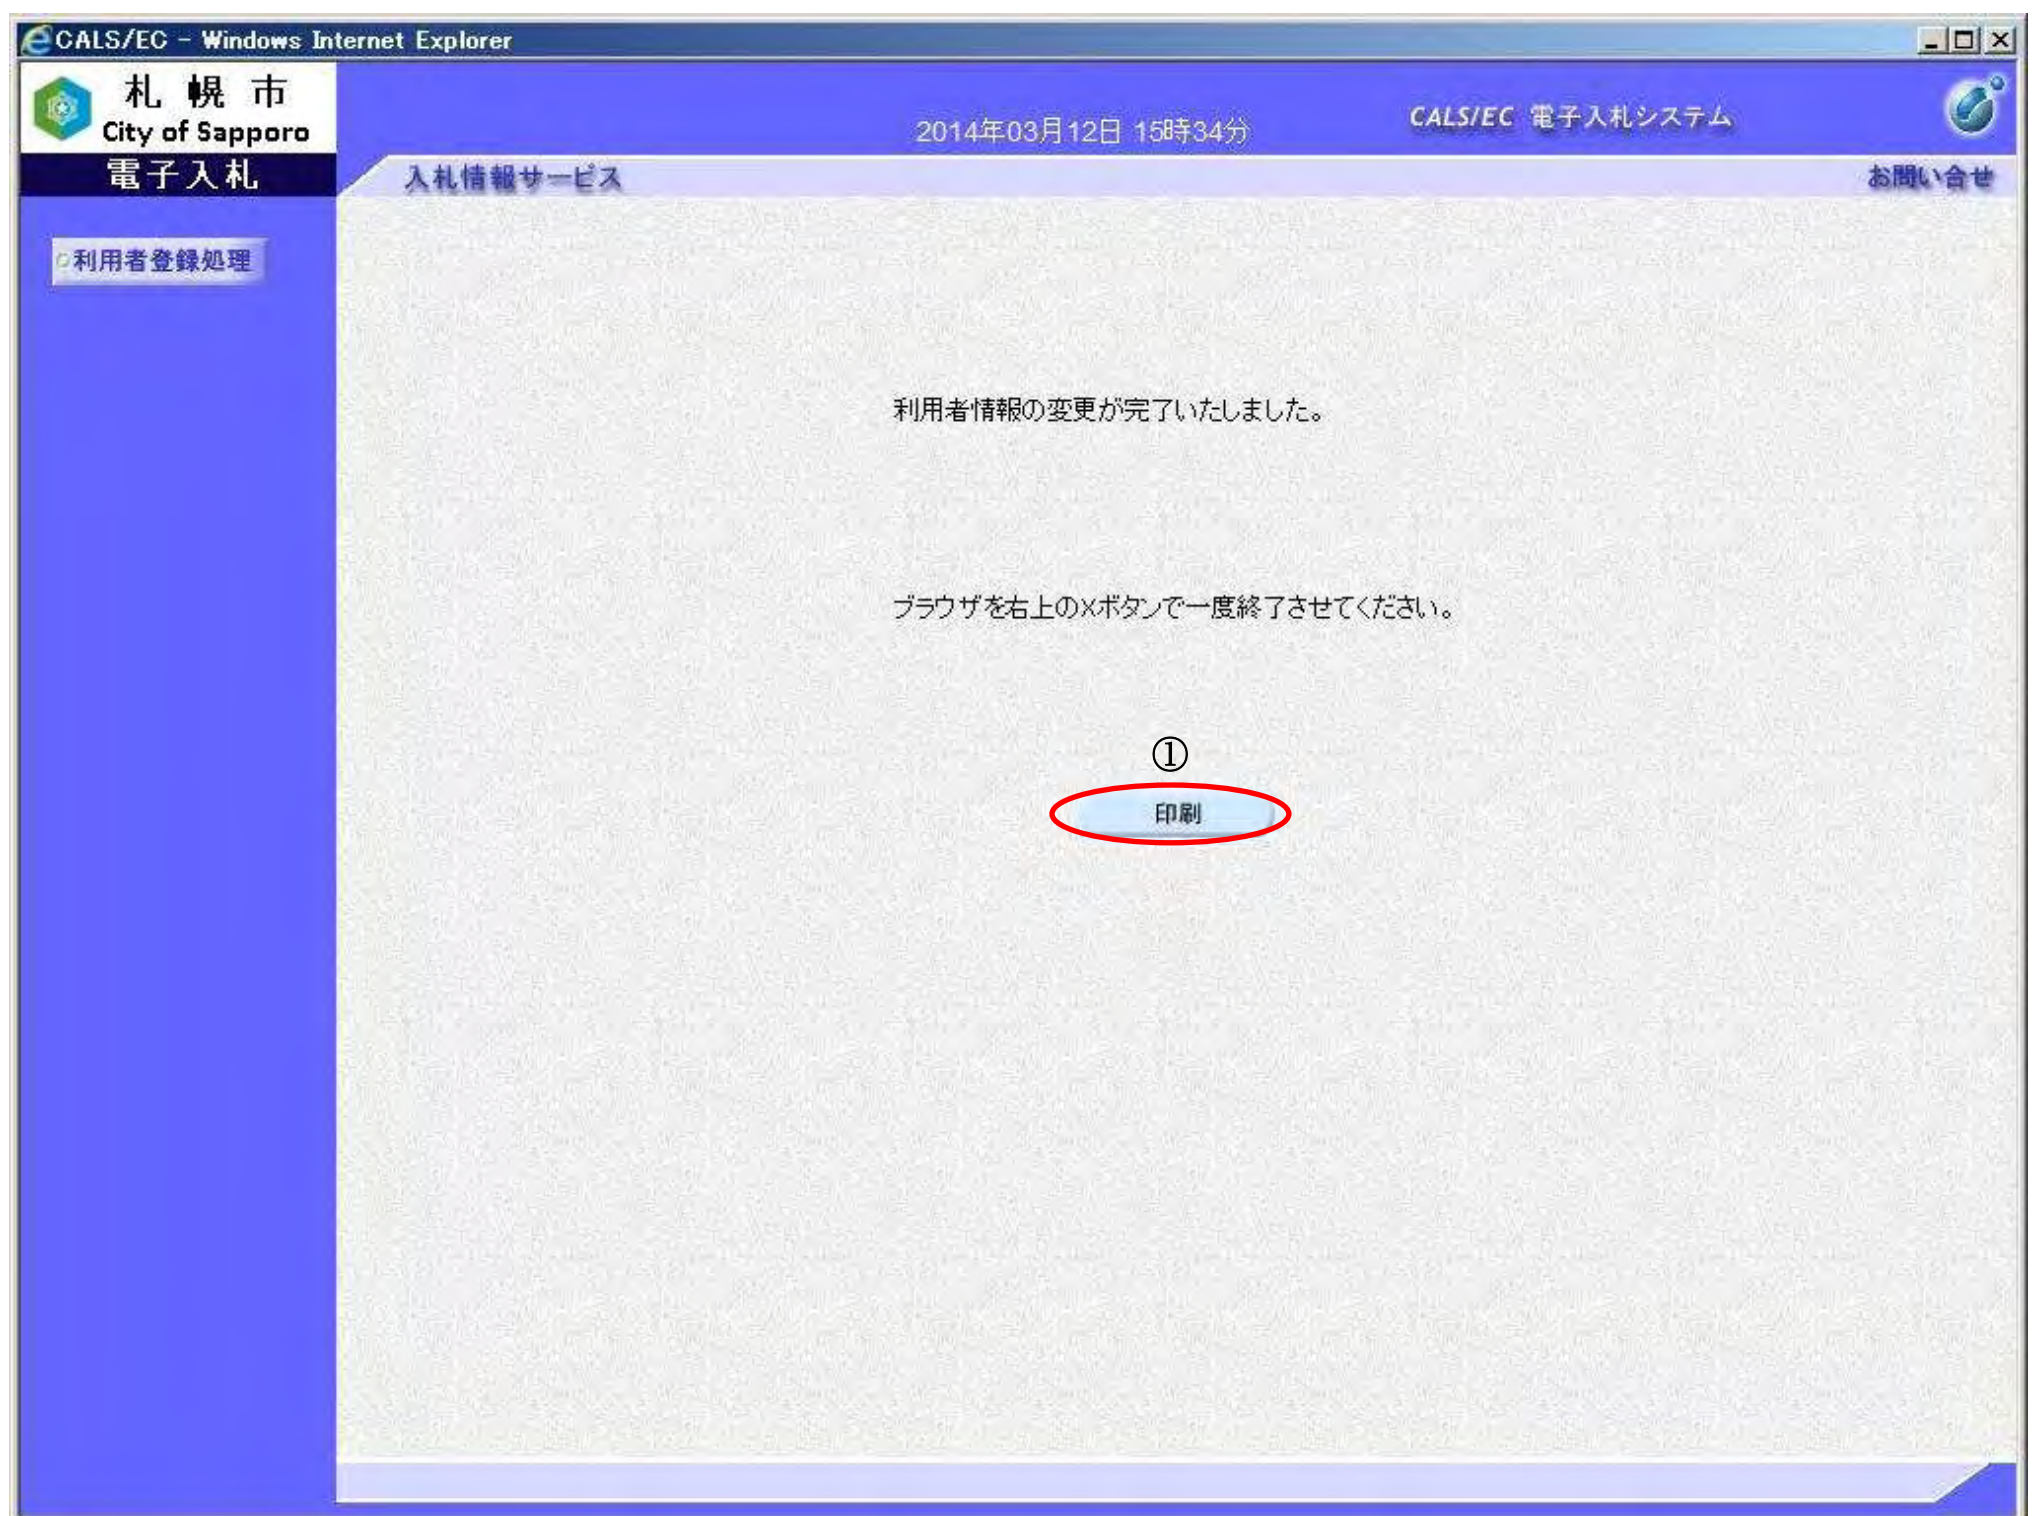 CALS/EC - Windows Internet Explorer
札幌市
City of Sapporo
2014年03月12日 15時34分
CALS/EC 電子入札システム
電子入札
入札情報サービス
お問い合せ
利用者登録処理
利用者情報の変更が完了いたしました。
ブラウザを右上の×ボタンで一度終了させてください。
①
印刷